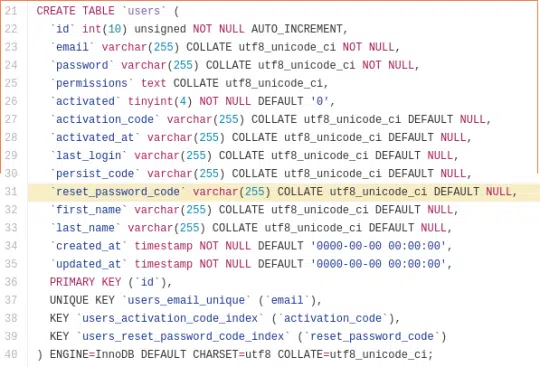 21 CREATE TABLE `users` (
22 `id` int(10) unsigned NOT NULL AUTO_INCREMENT,
23 `email` varchar(255) COLLATE utf8_unicode_ci NOT NULL,
24 `password` varchar(255) COLLATE utf8_unicode_ci NOT NULL,
25 `permissions` text COLLATE utf8_unicode_ci,
26 `activated` tinyint(4) NOT NULL DEFAULT '0',
27 `activation_code` varchar(255) COLLATE utf8_unicode_ci DEFAULT NULL,
28 `activated_at` varchar(255) COLLATE utf8_unicode_ci DEFAULT NULL,
29 `last_login` varchar(255) COLLATE utf8_unicode_ci DEFAULT NULL,
30 `persist_code` varchar(255) COLLATE utf8_unicode_ci DEFAULT NULL,
31 `reset_password_code` varchar(255) COLLATE utf8_unicode_ci DEFAULT NULL,
32 `first_name` varchar(255) COLLATE utf8_unicode_ci DEFAULT NULL,
33 `last_name` varchar(255) COLLATE utf8_unicode_ci DEFAULT NULL,
34 `created_at` timestamp NOT NULL DEFAULT '0000-00-00 00:00:00',
35 `updated_at` timestamp NOT NULL DEFAULT '0000-00-00 00:00:00',
36 PRIMARY KEY (`id`),
37 UNIQUE KEY `users_email_unique` (`email`),
38 KEY `users_activation_code_index` (`activation_code`),
39 KEY `users_reset_password_code_index` (`reset_password_code`)
40 ) ENGINE=InnoDB DEFAULT CHARSET=utf8 COLLATE=utf8_unicode_ci;